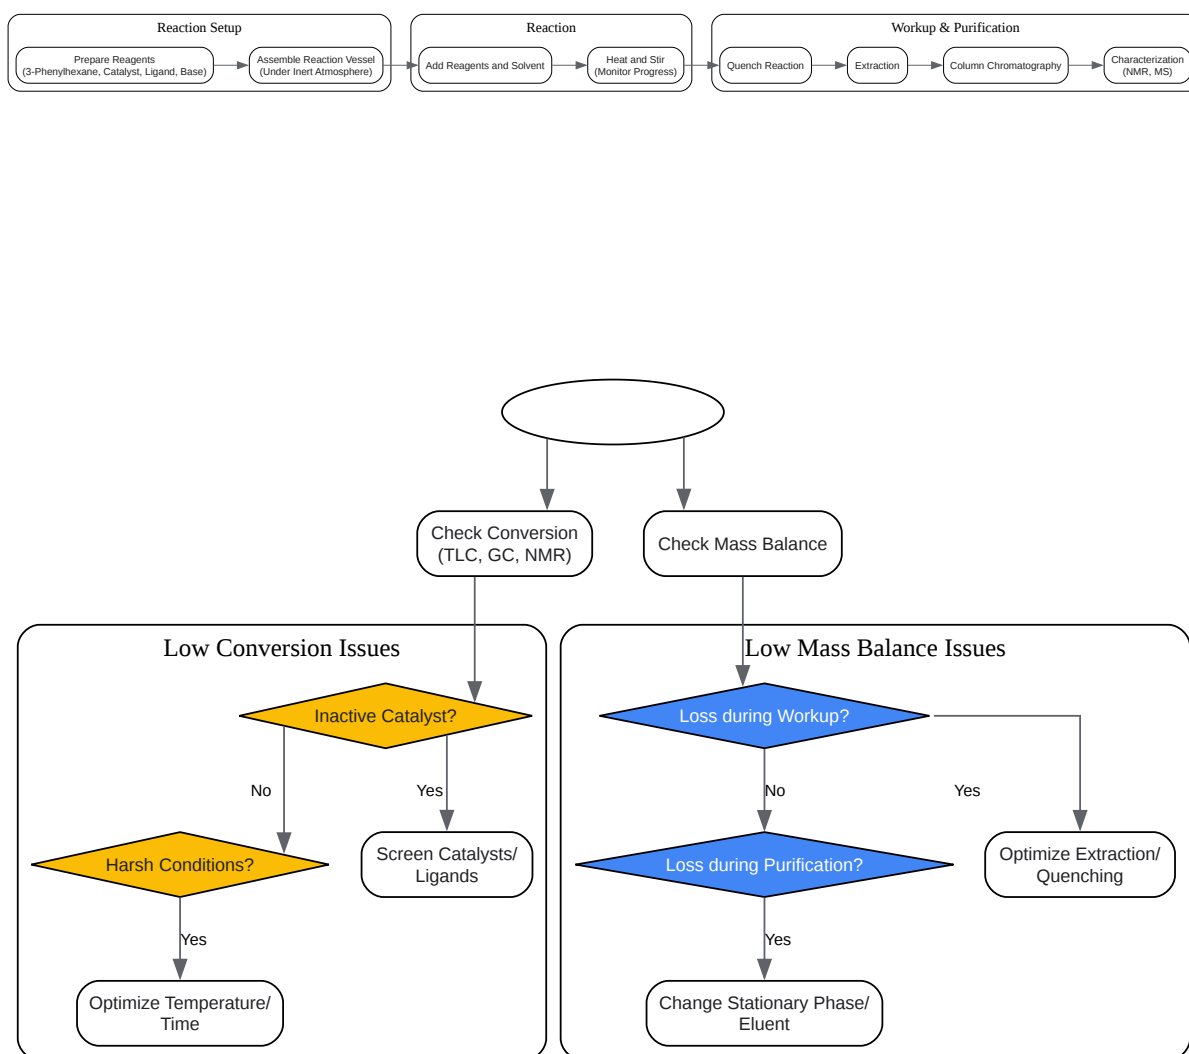 Reaction Setup
Prepare Reagents
(3-Phenylhexane, Catalyst, Ligand, Base)
Assemble Reaction Vessel
(Under Inert Atmosphere)
Reaction
Add Reagents and Solvent
Heat and Stir
(Monitor Progress)
Workup & Purification
Quench Reaction
Extraction
Column Chromatography
Characterization
(NMR, MS)
Check Conversion
(TLC, GC, NMR)
Check Mass Balance
Low Conversion Issues
Inactive Catalyst?
No
Yes
Harsh Conditions?
Screen Catalysts/
Ligands
Yes
Optimize Temperature/
Time
Low Mass Balance Issues
Loss during Workup?
No
Yes
Loss during Purification?
Optimize Extraction/
Quenching
Yes
Change Stationary Phase/
Eluent